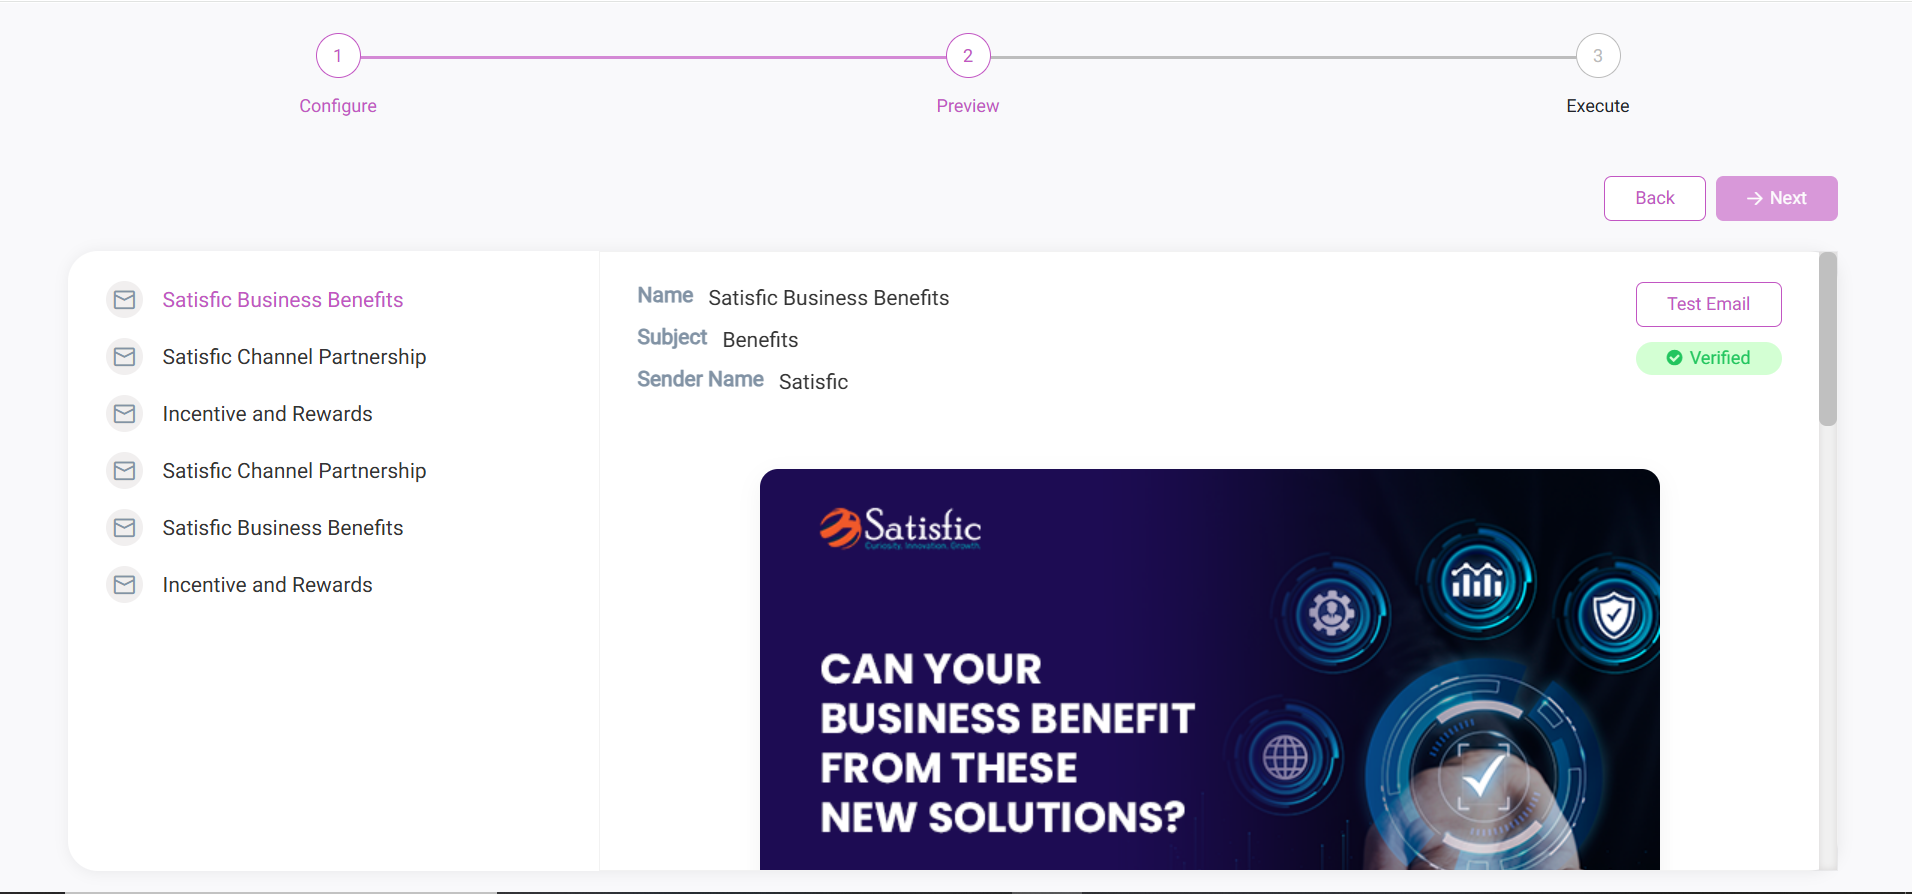 1
2
3
Configure
Preview
Execute
Back
Next
Satisfic Business Benefits
Satisfic Channel Partnership
Incentive and Rewards
Satisfic Channel Partnership
Satisfic Business Benefits
Incentive and Rewards
Name Satisfic Business Benefits
Subject Benefits
Sender Name Satisfic
Test Email
Verified
Satisfic
Curiosity. Innovation. Growth.
CAN YOUR
BUSINESS BENEFIT
FROM THESE
NEW SOLUTIONS?